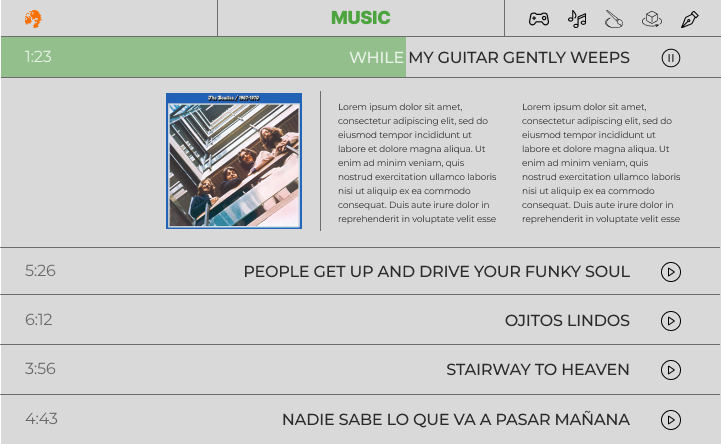 MUSIC
1:23
WHILE MY GUITAR GENTLY WEEPS
The Beatles / 1967-1970
Lorem ipsum dolor sit amet,
consectetur adipiscing elit, sed do
eiusmod tempor incididunt ut
labore et dolore magna aliqua. Ut
enim ad minim veniam, quis
nostrud exercitation ullamco laboris
nisi ut aliquip ex ea commodo
consequat. Duis aute irure dolor in
reprehenderit in voluptate velit esse
Lorem ipsum dolor sit amet,
consectetur adipiscing elit, sed do
eiusmod tempor incididunt ut
labore et dolore magna aliqua. Ut
enim ad minim veniam, quis
nostrud exercitation ullamco laboris
nisi ut aliquip ex ea commodo
consequat. Duis aute irure dolor in
reprehenderit in voluptate velit esse
5:26
PEOPLE GET UP AND DRIVE YOUR FUNKY SOUL
6:12
OJITOS LINDOS
3:56
STAIRWAY TO HEAVEN
4:43
NADIE SABE LO QUE VA A PASAR MAÑANA